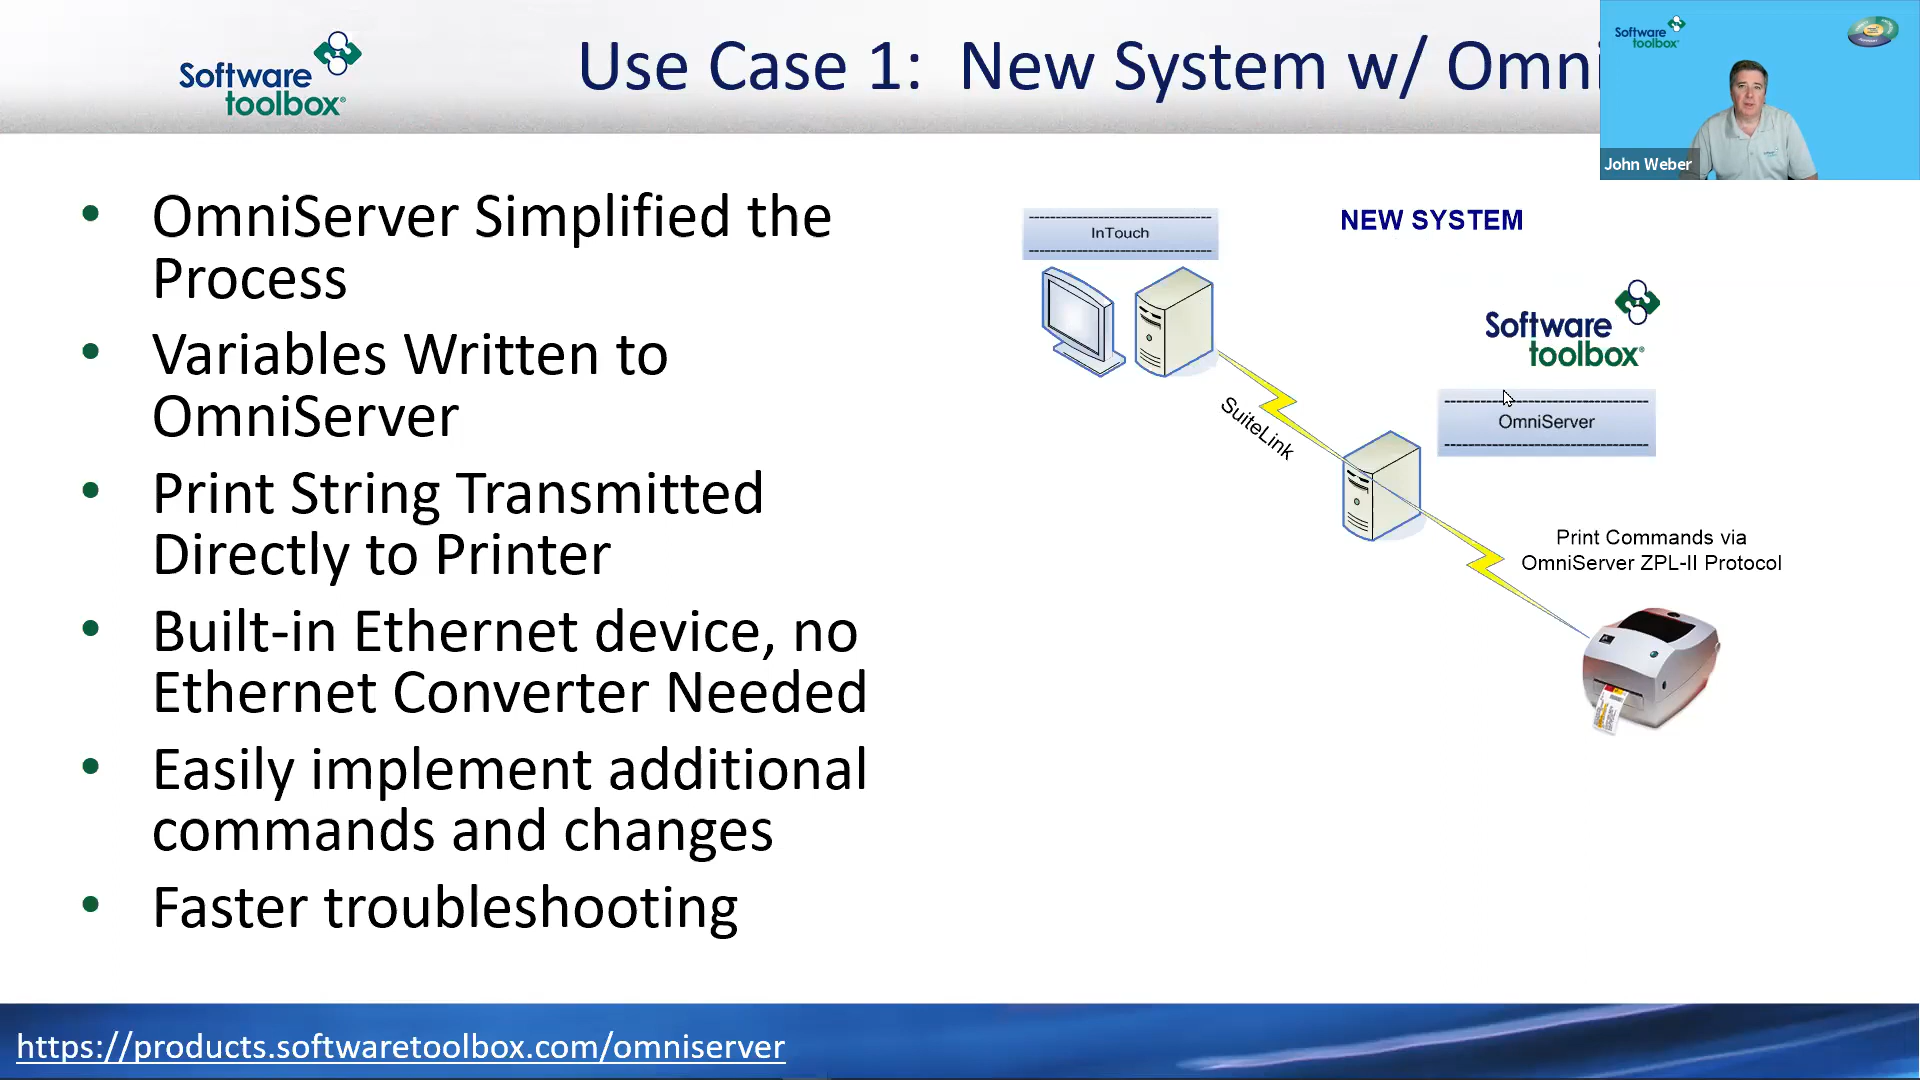 Software
toolbox®
Use Case 1: New System w/ Omni
Software
toolbox
John Weber
• OmniServer Simplified the
Process
• Variables Written to
OmniServer
• Print String Transmitted
Directly to Printer
• Built-in Ethernet device, no
Ethernet Converter Needed
• Easily implement additional
commands and changes
• Faster troubleshooting
InTouch
NEW SYSTEM
Software
toolbox®
SuiteLink
OmniServer
Print Commands via
OmniServer ZPL-II Protocol
https://products.softwaretoolbox.com/omniserver